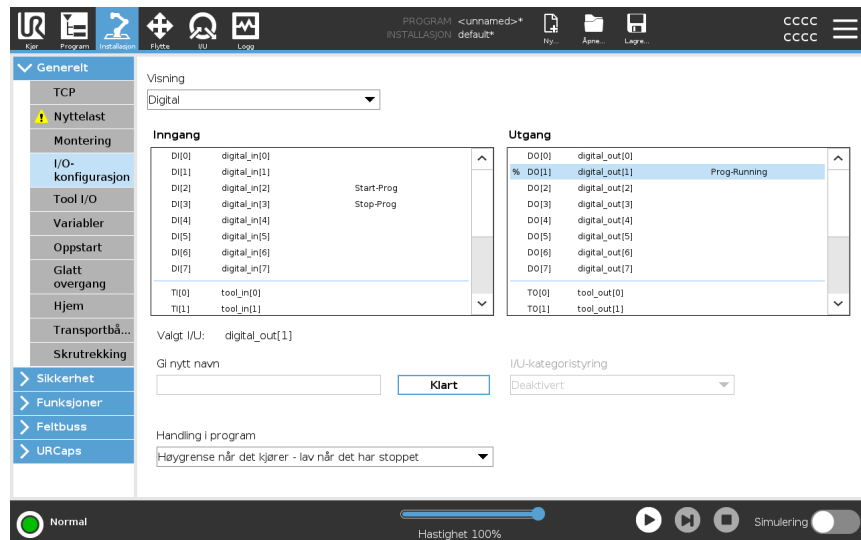 PROGRAM <unnamed>*
INSTALLASJON default*
CCCC
CCCC
Kjør Program Installasjon Flytte I/U Logg Ny... Åpne... Lagre...
Generelt
TCP
Nyttelast
Montering
I/O-
konfigurasjon
Tool I/O
Variabler
Oppstart
Glatt
overgang
Hjem
Transportbå...
Skrutrekking
Sikkerhet
Funksjoner
Feltbuss
URCaps
Visning
Digital
Inngang
DI[0] digital_in[0]
DI[1] digital_in[1]
DI[2] digital_in[2] Start-Prog
DI[3] digital_in[3] Stop-Prog
DI[4] digital_in[4]
DI[5] digital_in[5]
DI[6] digital_in[6]
DI[7] digital_in[7]
TI[0] tool_in[0]
TI[1] tool_in[1]
Utgang
DO[0] digital_out[0]
% DO[1] digital_out[1] Prog-Running
DO[2] digital_out[2]
DO[3] digital_out[3]
DO[4] digital_out[4]
DO[5] digital_out[5]
DO[6] digital_out[6]
DO[7] digital_out[7]
TO[0] tool_out[0]
TO[1] tool_out[1]
Valgt I/U: digital_out[1]
Gi nytt navn
Klart
I/U-kategoristyring
Deaktivert
Handling i program
Høygrense når det kjører - lav når det har stoppet
Normal
Hastighet 100%
Simulering